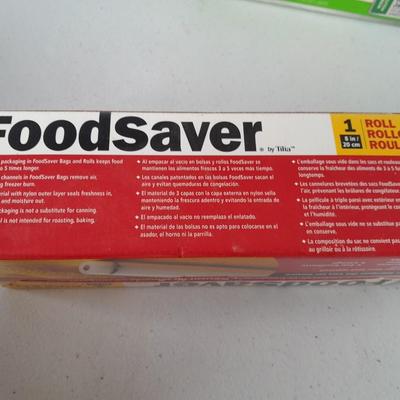 FoodSaver
® by Tilia™
1
8 in/
20 cm
ROLL
ROLLO
ROUL
packaging in FoodSaver Bags and Rolls keeps food
5 times longer.
channels in FoodSaver Bags remove air,
freezer burn.
material with nylon outer layer seals freshness in,
and moisture out.
packaging is not a substitute for canning.
is not intended for roasting, baking,
• Al empacar al vacío en bolsas y rollos FoodSaver se
mantienen los alimentos frescos 3 a 5 veces más tiempo.
• Los canales patentados en las bolsas FoodSaver sacan el
aire y evitan quemaduras de congelación.
• El material de 3 capas con la capa externa en nylon sella
manteniendo la frescura adentro y evitando la entrada de
aire y humedad.
• El empacado al vacío no reemplaza el enlatado.
• El material de las bolsas no es apto para colocarse en el
asador, el horno ni la parrilla.
• L'emballage sous vide dans les sacs et rouleaux
conserve la fraîcheur des aliments de 3 à 5 fois
longtemps.
• Les cannelures brevetées des sacs FoodSaver
l'air, prévenant les brûlures de congélation.
• La pellicule à triple paroi avec extérieur en
la fraîcheur à l'intérieur, protégeant le
et l'humidité.
• L'emballage sous vide ne se substitue pas
en conserve.
• La composition du sac ne convient pas
au grilloir ou à la rôtissoire.